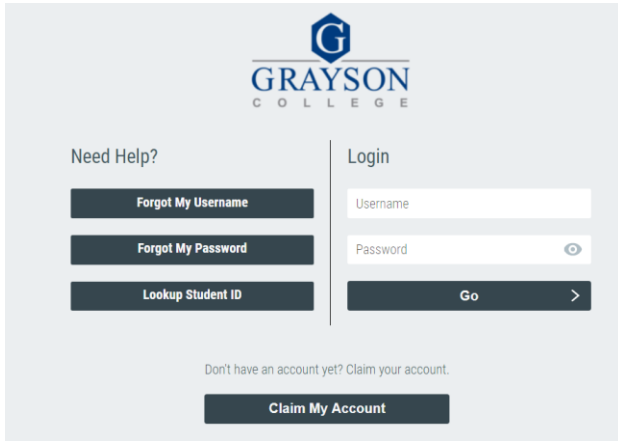 G
GRAYSON
COLLEGE
Need Help?
Forgot My Username
Forgot My Password
Lookup Student ID
Login
Username
Password
Go
Don't have an account yet? Claim your account.
Claim My Account